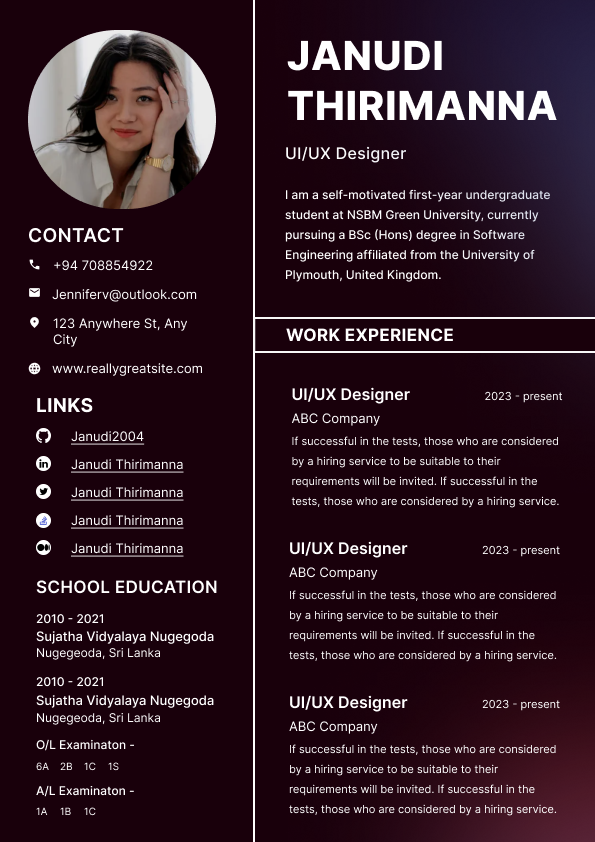 JANUDI
THIRIMANNA
UI/UX Designer
I am a self-motivated first-year undergraduate
student at NSBM Green University, currently
pursuing a BSc (Hons) degree in Software
Engineering affiliated from the University of
Plymouth, United Kingdom.
CONTACT
+94 708854922
Jenniferv@outlook.com
123 Anywhere St, Any
City
www.reallygreatsite.com
LINKS
Janudi2004
Janudi Thirimanna
Janudi Thirimanna
Janudi Thirimanna
Janudi Thirimanna
SCHOOL EDUCATION
2010 - 2021
Sujatha Vidyalaya Nugegoda
Nugegeoda, Sri Lanka
2010 - 2021
Sujatha Vidyalaya Nugegoda
Nugegeoda, Sri Lanka
O/L Examinaton -
6A 2B 1C 1S
A/L Examinaton -
1A 1B 1C
WORK EXPERIENCE
UI/UX Designer 2023 - present
ABC Company
If successful in the tests, those who are considered
by a hiring service to be suitable to their
requirements will be invited. If successful in the
tests, those who are considered by a hiring service.
UI/UX Designer 2023 - present
ABC Company
If successful in the tests, those who are considered
by a hiring service to be suitable to their
requirements will be invited. If successful in the
tests, those who are considered by a hiring service.
UI/UX Designer 2023 - present
ABC Company
If successful in the tests, those who are considered
by a hiring service to be suitable to their
requirements will be invited. If successful in the
tests, those who are considered by a hiring service.